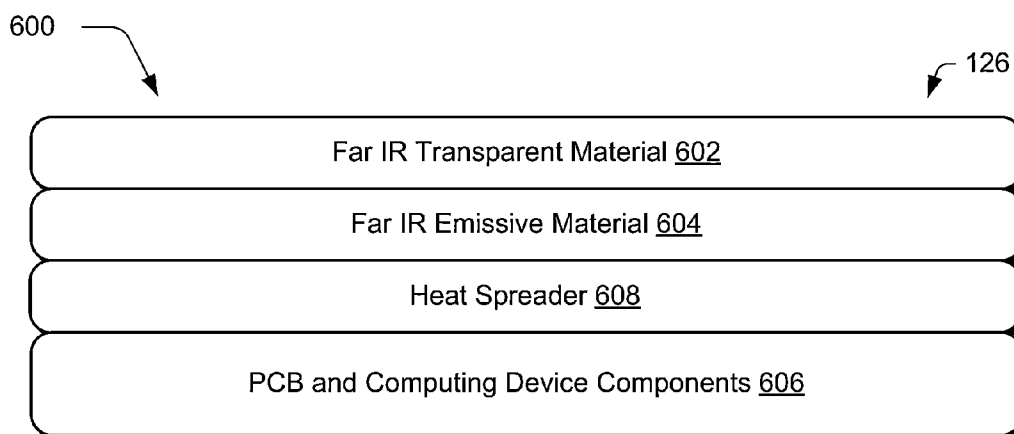 600
126
Far IR Transparent Material 602
Far IR Emissive Material 604
Heat Spreader 608
PCB and Computing Device Components 606